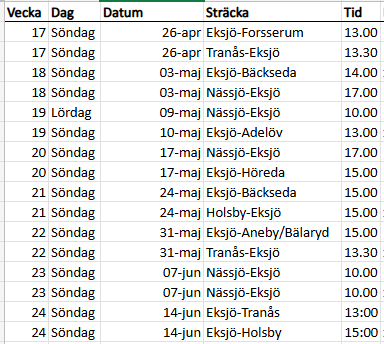 Vecka Dag Datum Sträcka Tid
17 Söndag 26-apr Eksjö-Forsserum 13.00
17 Söndag 26-apr Tranås-Eksjö 13.30
18 Söndag 03-maj Eksjö-Bäckseda 14.00
18 Söndag 03-maj Nässjö-Eksjö 17.00
19 Lördag 09-maj Nässjö-Eksjö 10.00
19 Söndag 10-maj Eksjö-Adelöv 13.00
20 Söndag 17-maj Nässjö-Eksjö 17.00
20 Söndag 17-maj Eksjö-Höreda 15.00
21 Söndag 24-maj Eksjö-Bäckseda 15.00
21 Söndag 24-maj Holsby-Eksjö 15.00
22 Söndag 31-maj Eksjö-Aneby/Bälaryd 15.00
22 Söndag 31-maj Tranås-Eksjö 13.30
23 Söndag 07-jun Nässjö-Eksjö 10.00
23 Söndag 07-jun Nässjö-Eksjö 10.00
24 Söndag 14-jun Eksjö-Tranås 13:00
24 Söndag 14-jun Eksjö-Holsby 15:00